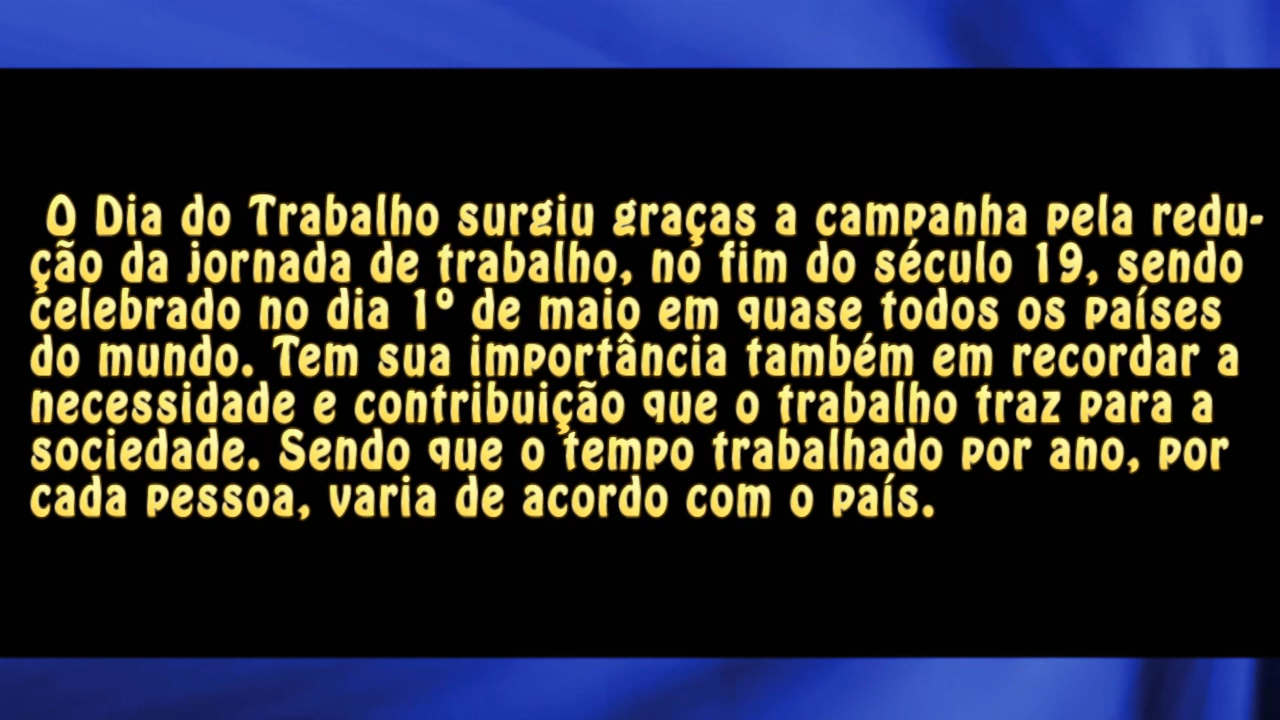 O Dia do Trabalho surgiu graças a campanha pela redu-
ção da jornada de trabalho, no fim do século 19, sendo
celebrado no dia 1º de maio em quase todos os países
do mundo. Tem sua importância também em recordar a
necessidade e contribuição que o trabalho traz para a
sociedade. Sendo que o tempo trabalhado por ano, por
cada pessoa, varia de acordo com o país.